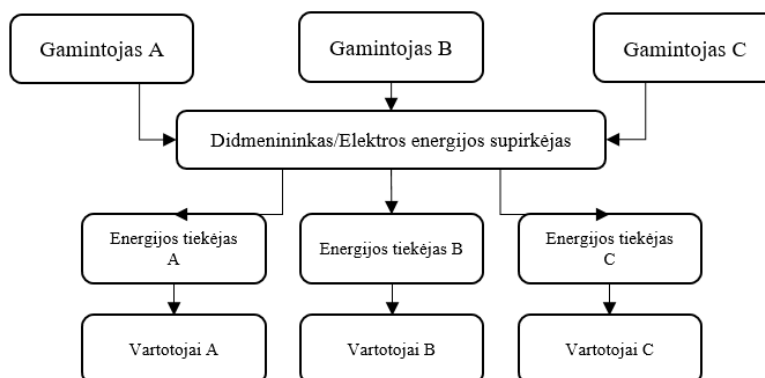 Gamintojas A
Gamintojas B
Gamintojas C
Didmenininkas/Elektros energijos supirkėjas
Energijos tiekėjas
A
Energijos tiekėjas B
Energijos tiekėjas
C
Vartotojai A
Vartotojai B
Vartotojai C